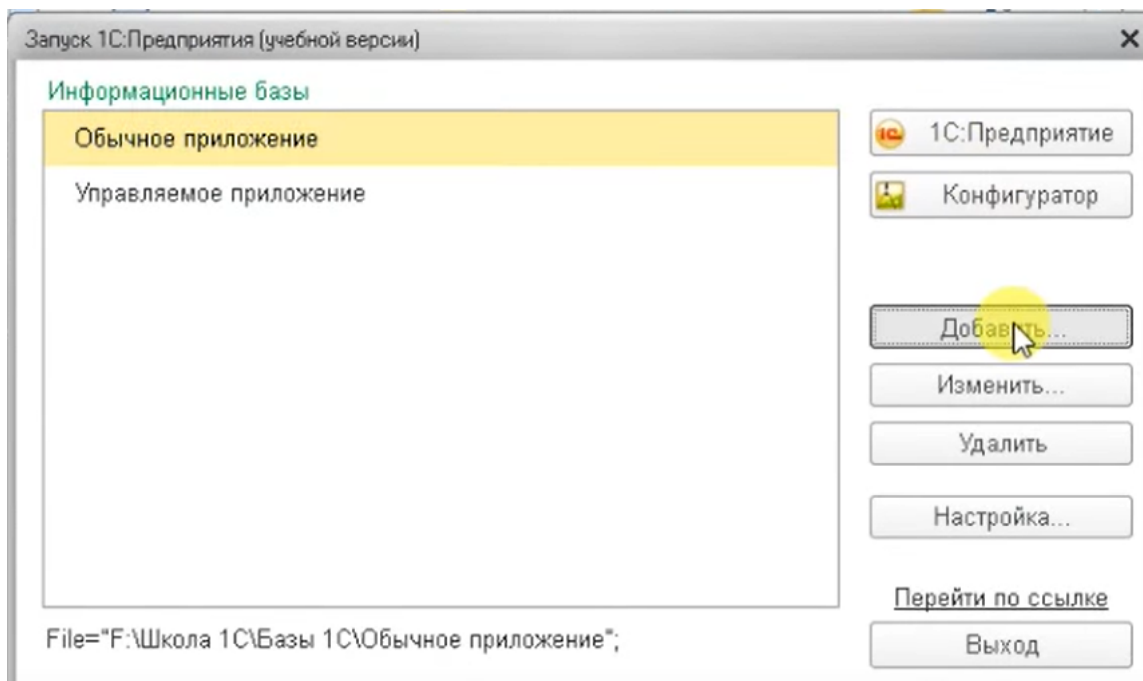 Запуск 1С:Предприятия (учебной версии)
Информационные базы
Обычное приложение
Управляемое приложение
1С:Предприятие
Конфигуратор
Добавить...
Изменить...
Удалить
Настройка...
Перейти по ссылке
File="F:\Школа 1С\Базы 1С\Обычное приложение";
Выход